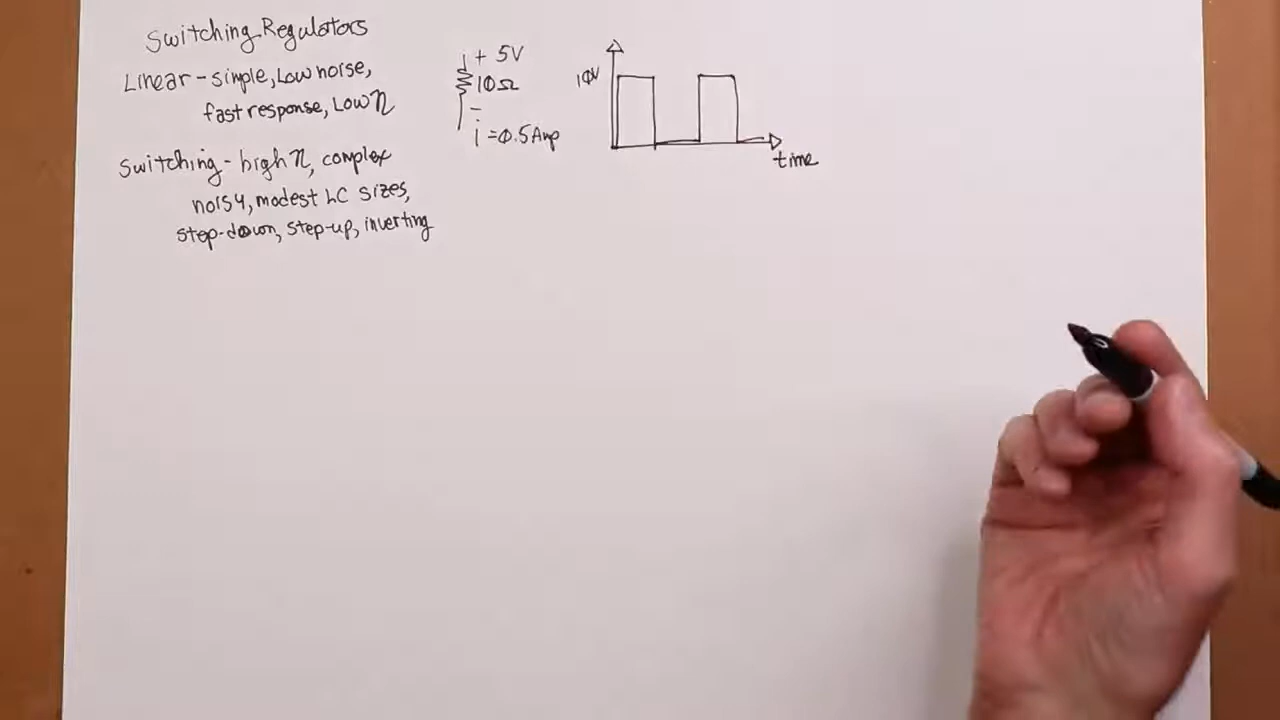 Switching Regulators
Linear - simple, Low noise,
fast response, Low η
Switching - high η, complex
noisy, modest LC sizes,
step-down, step-up, inverting
+ 5V
10Ω
-
i = 0.5 Amp
10V
time